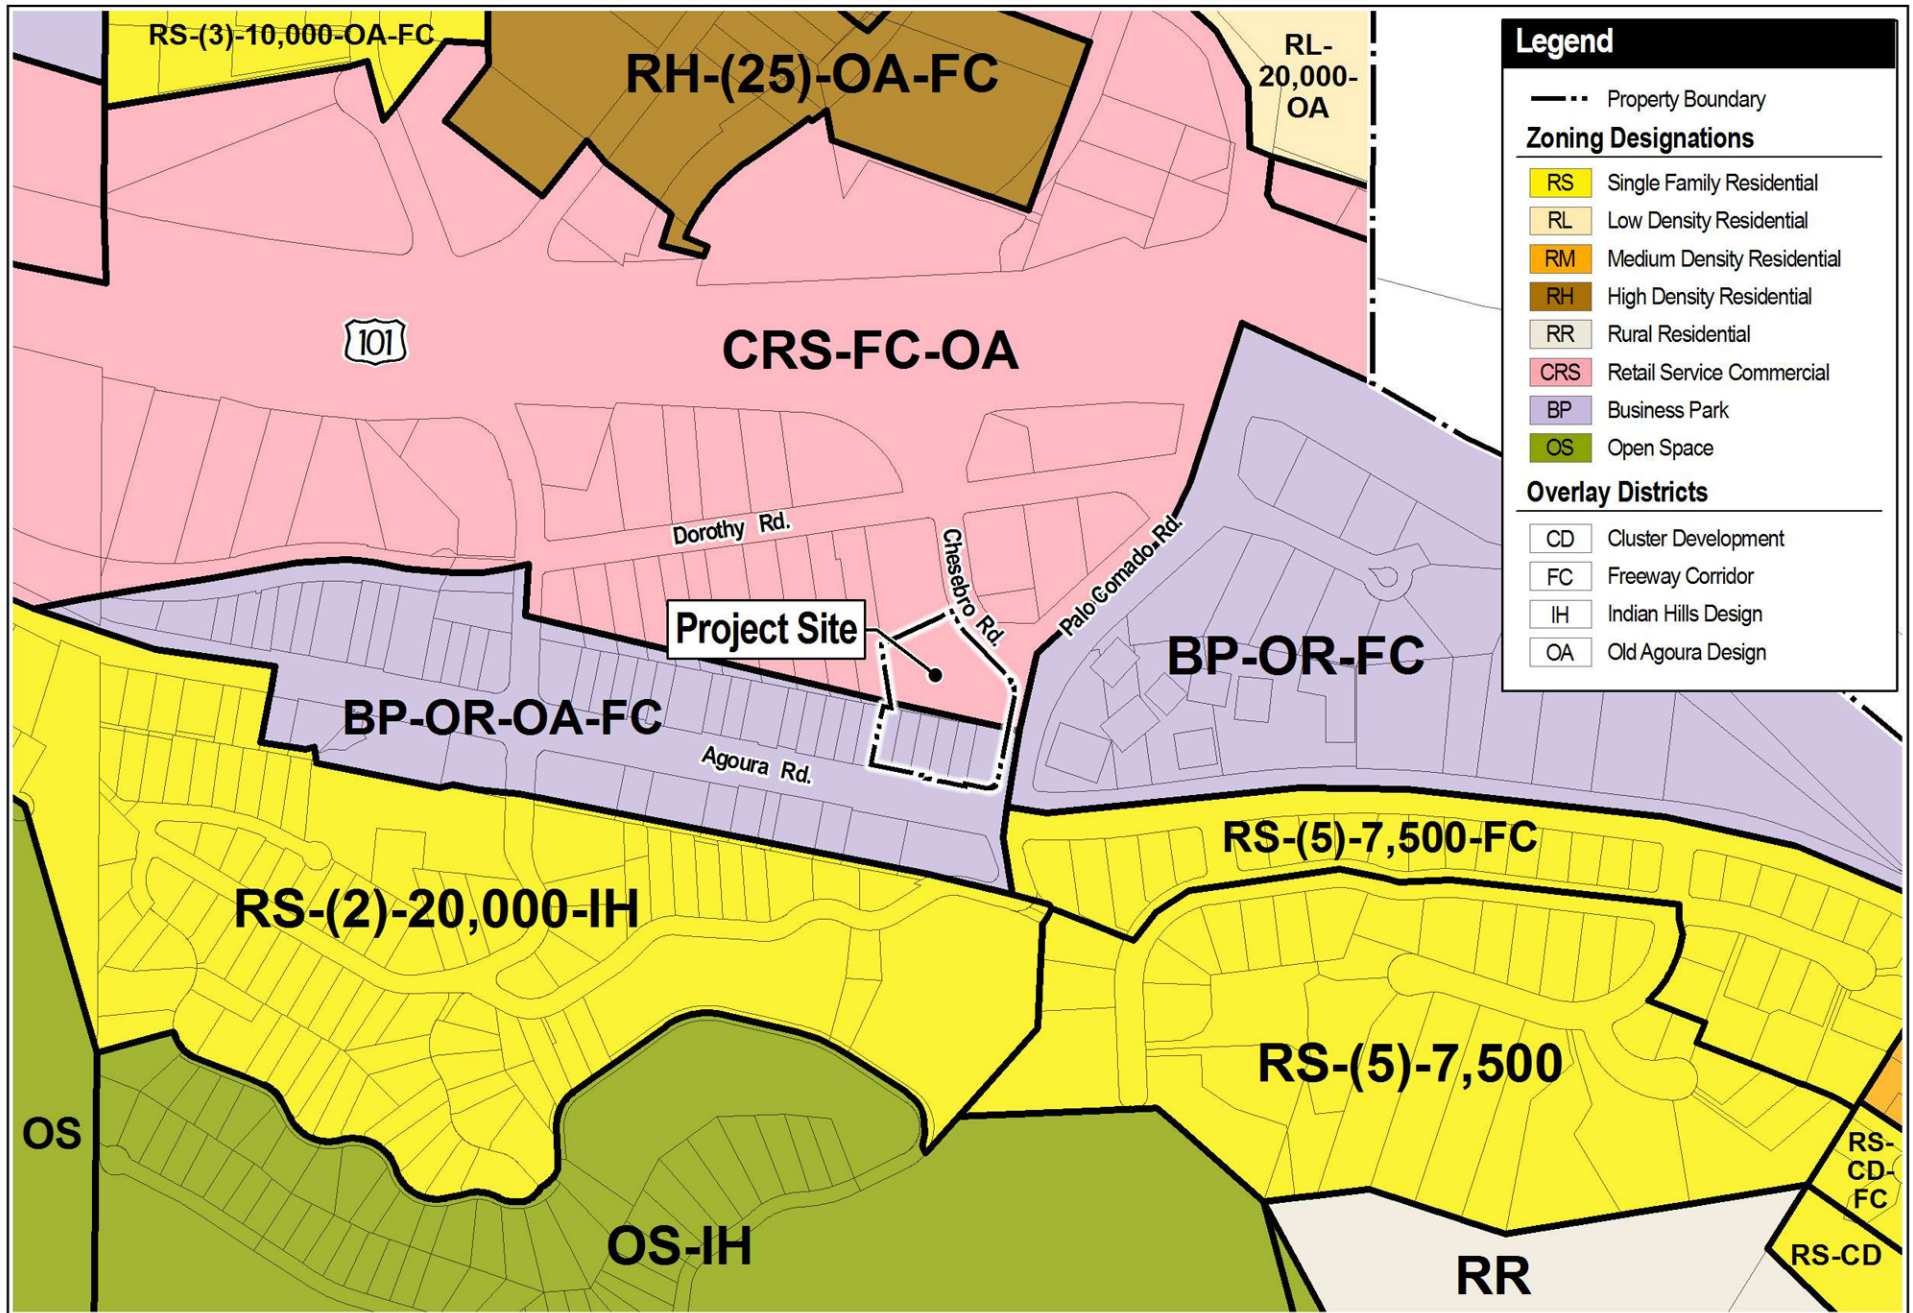 RS-(3)-10,000-OA-FC
RH-(25)-OA-FC
RL-
20,000-
OA
101
CRS-FC-OA
Dorothy Rd.
Chesebro Rd.
Palo Comado Rd.
Project Site
BP-OR-FC
BP-OR-OA-FC
Agoura Rd.
RS-(5)-7,500-FC
RS-(2)-20,000-IH
RS-(5)-7,500
OS
OS-IH
RR
RS-
CD-
FC
RS-CD
Legend
Property Boundary
Zoning Designations
RS Single Family Residential
RL Low Density Residential
RM Medium Density Residential
RH High Density Residential
RR Rural Residential
CRS Retail Service Commercial
BP Business Park
OS Open Space
Overlay Districts
CD Cluster Development
FC Freeway Corridor
IH Indian Hills Design
OA Old Agoura Design